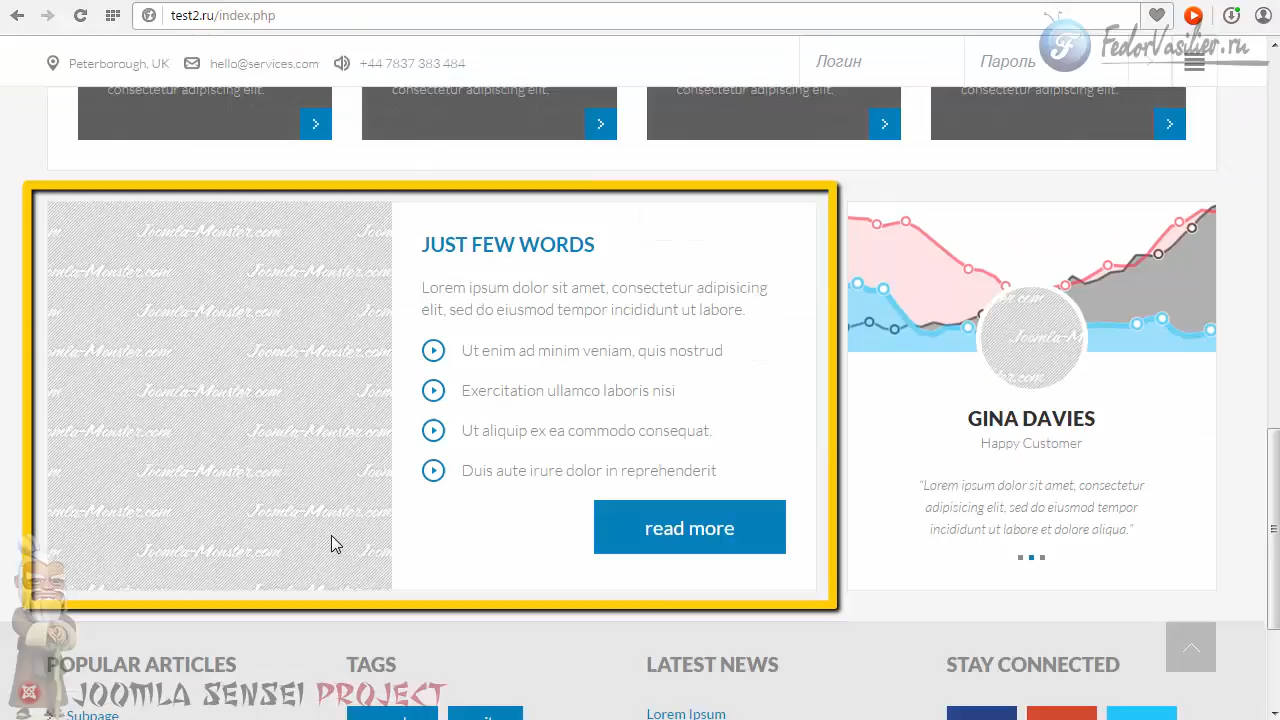 test2.ru/index.php
FedorVasilier.ru
Peterborough, UK
hello@services.com
+44 7837 383 484
Логин
Пароль
consectetur adipiscing elit.
consectetur adipiscing elit.
consectetur adipiscing elit.
consectetur adipiscing elit.
Joomla-Monster.com
JUST FEW WORDS
Lorem ipsum dolor sit amet, consectetur adipisicing
elit, sed do eiusmod tempor incididunt ut labore.
Ut enim ad minim veniam, quis nostrud
Exercitation ullamco laboris nisi
Ut aliquip ex ea commodo consequat.
Duis aute irure dolor in reprehenderit
read more
GINA DAVIES
Happy Customer
“Lorem ipsum dolor sit amet, consectetur
adipisicing elit, sed do eiusmod tempor
incididunt ut labore et dolore aliqua.”
POPULAR ARTICLES
Subpage
TAGS
LATEST NEWS
Lorem Ipsum
STAY CONNECTED
JOOMLA SENSEI PROJECT